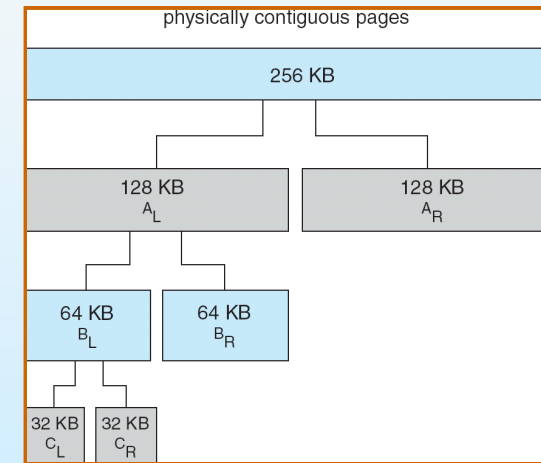 physically contiguous pages
256 KB
128 KB
AL
128 KB
AR
64 KB
BL
64 KB
BR
32 KB
CL
32 KB
CR